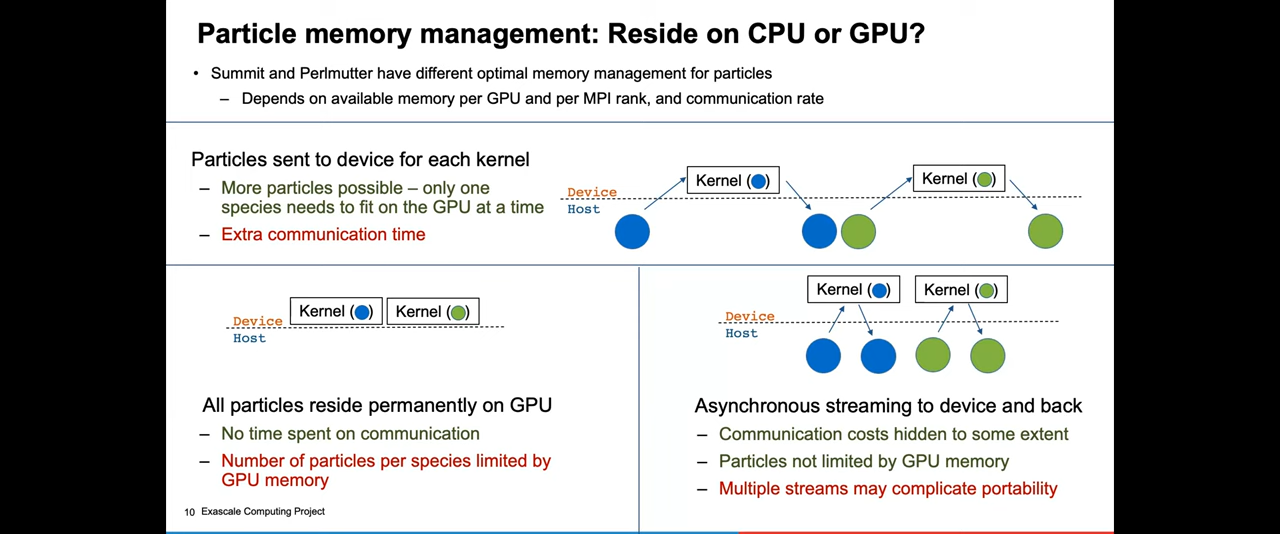 Particle memory management: Reside on CPU or GPU?
• Summit and Perlmutter have different optimal memory management for particles
– Depends on available memory per GPU and per MPI rank, and communication rate
Particles sent to device for each kernel
– More particles possible – only one
species needs to fit on the GPU at a time
– Extra communication time
Device
Host
Kernel ( )
Kernel ( )
Device
Host
Kernel ( )
Kernel ( )
All particles reside permanently on GPU
– No time spent on communication
– Number of particles per species limited by
GPU memory
Kernel ( )
Kernel ( )
Device
Host
Asynchronous streaming to device and back
– Communication costs hidden to some extent
– Particles not limited by GPU memory
– Multiple streams may complicate portability
10 Exascale Computing Project